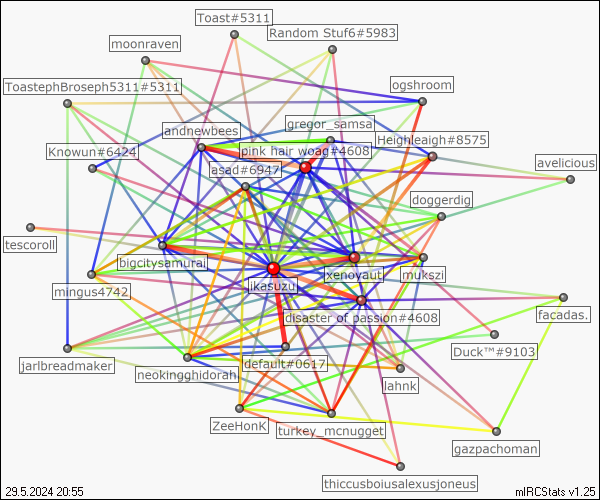 Toast#5311
Random Stuf6#5983
moonraven
ToastephBroseph5311#5311
ogshroom
gregor_samsa
andnewbees
Heighleaigh#8575
pink hair woag#4608
Knowun#6424
asad#6947
avelicious
doggerdig
tescoroll
bigcitysamurai
xenoyaut
mukszi
mingus4742
jikasuzu
disaster of passion#4608
facadas.
Duck™#9103
default#0617
jarlbreadmaker
neokingghidorah
lahnk
ZeeHonK
turkey_mcnugget
gazpachoman
thiccusboiusalexusjoneus
29.5.2024 20:55
mIRCStats v1.25